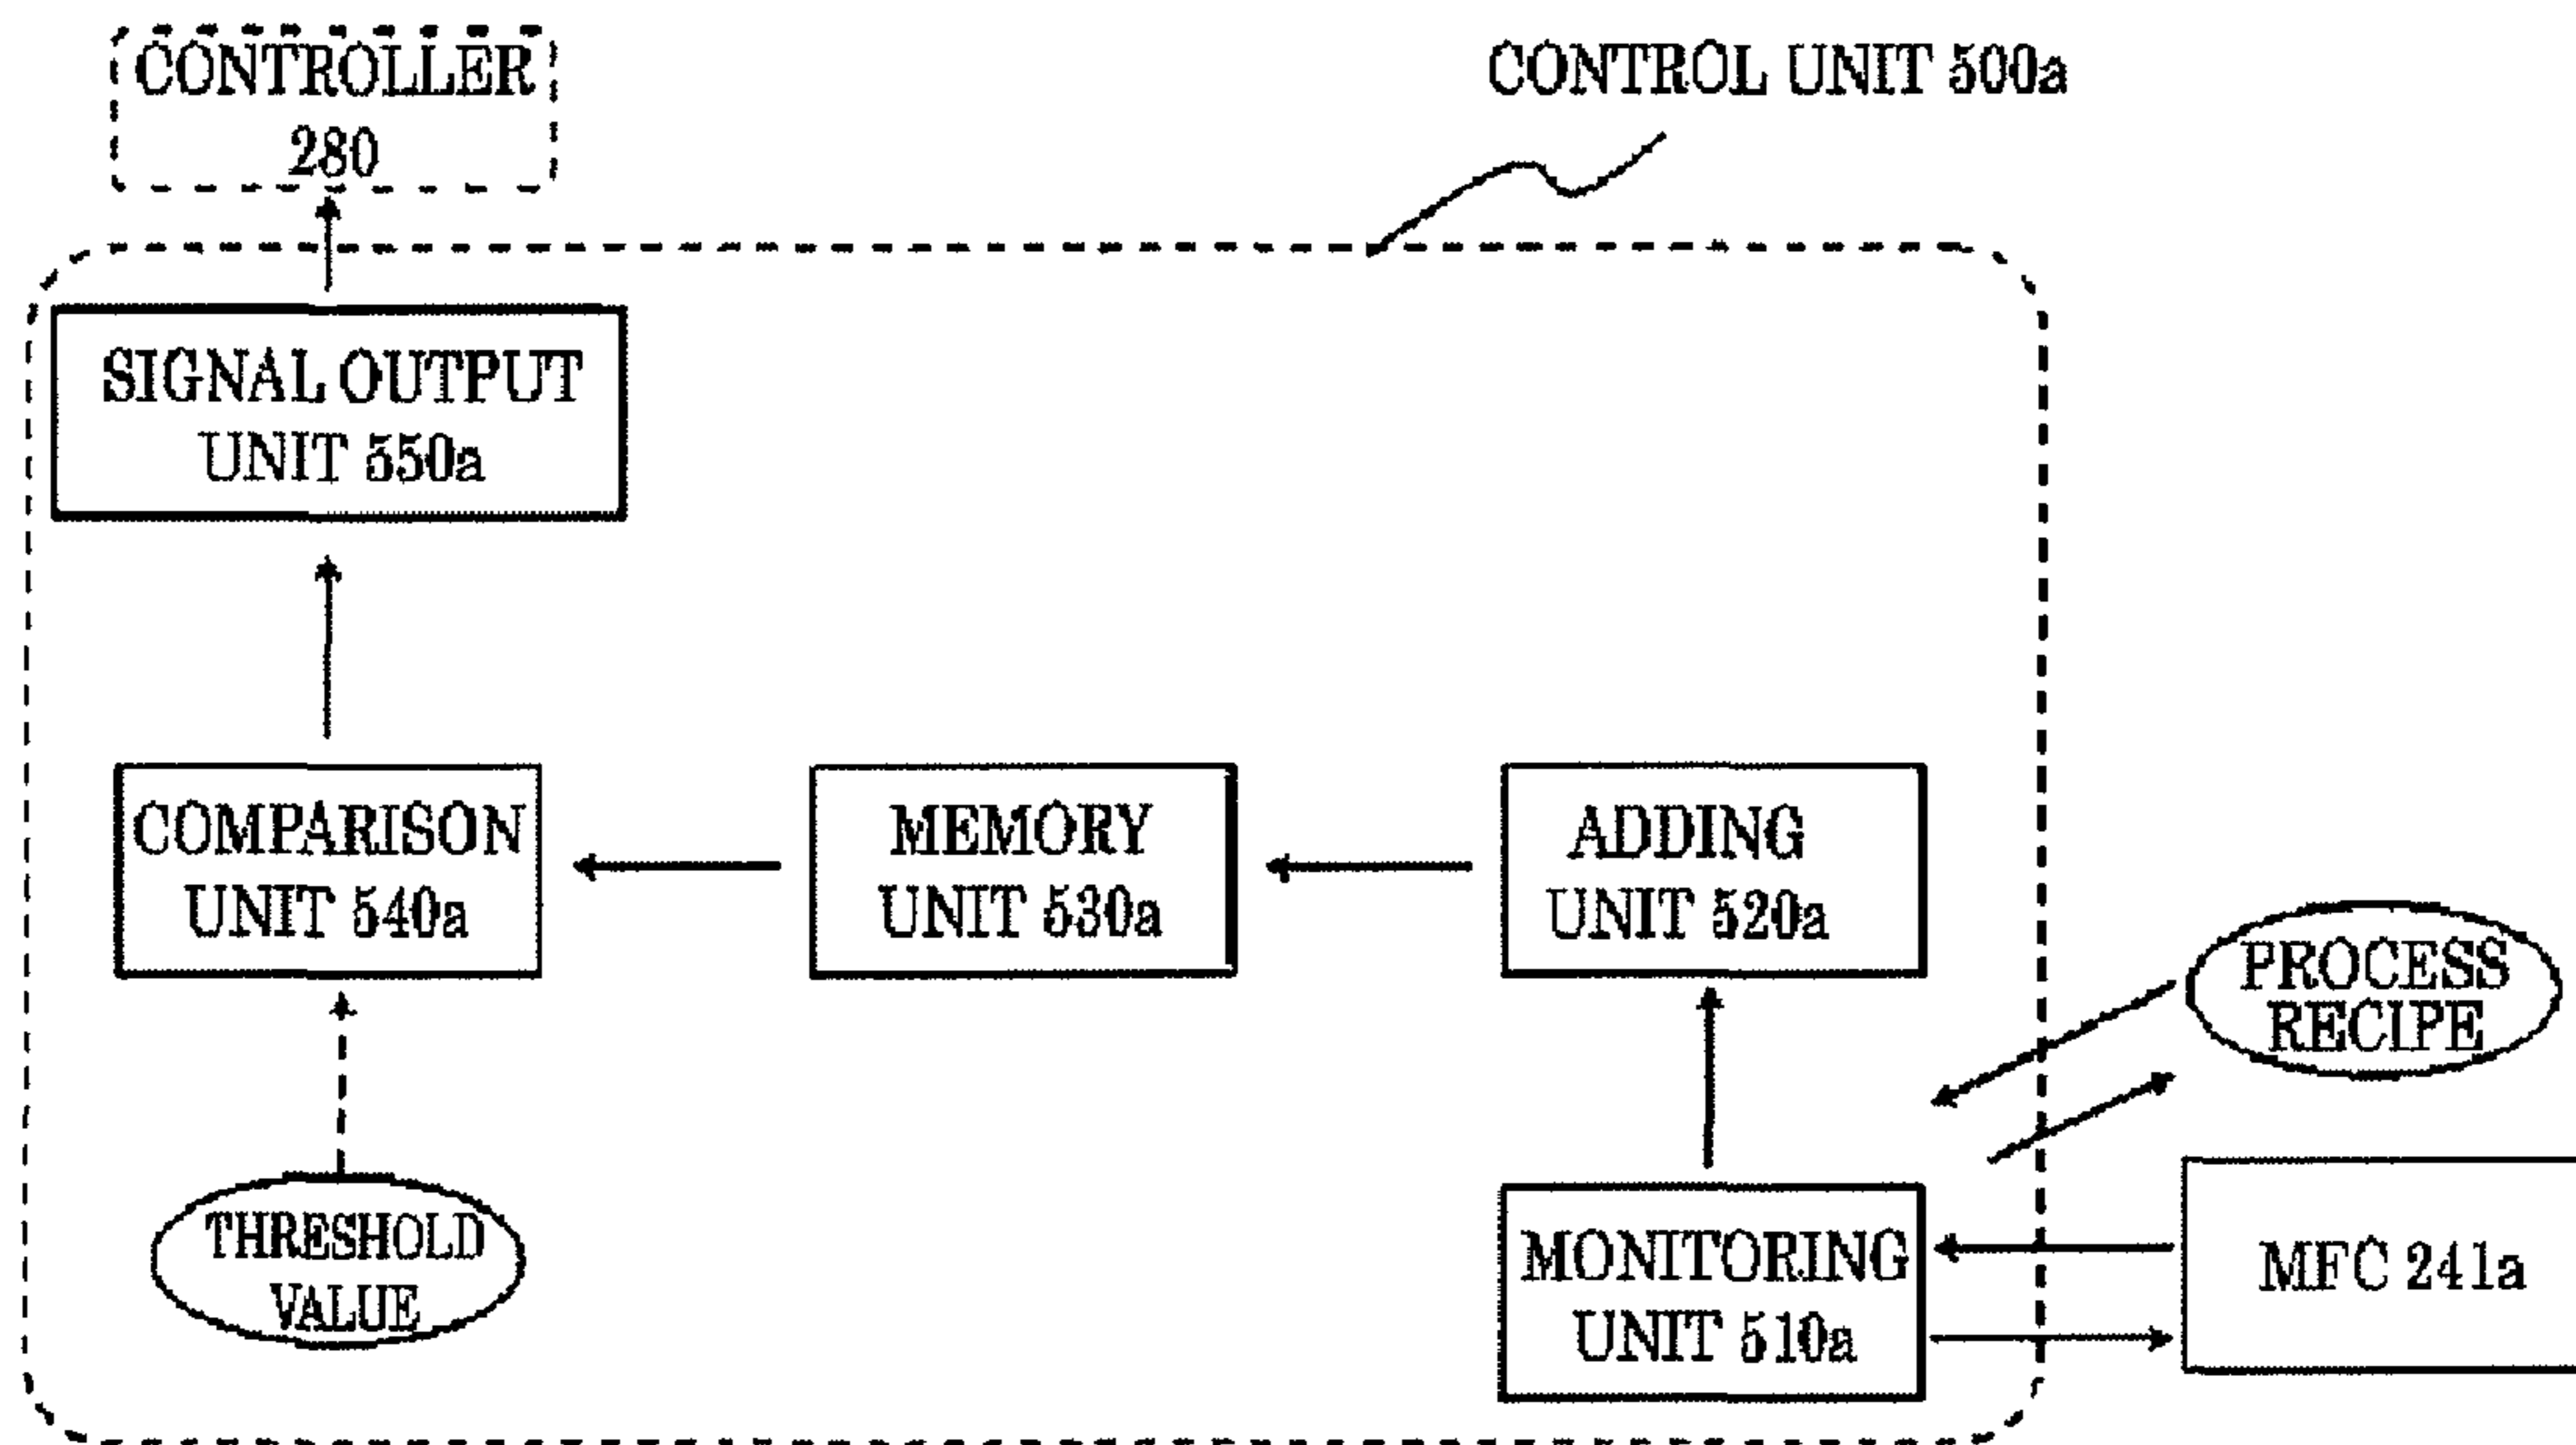 CONTROLLER
280
CONTROL UNIT 500a
SIGNAL OUTPUT
UNIT 550a
COMPARISON
UNIT 540a
MEMORY
UNIT 530a
ADDING
UNIT 520a
PROCESS
RECIPE
THRESHOLD
VALUE
MONITORING
UNIT 510a
MFC 241a